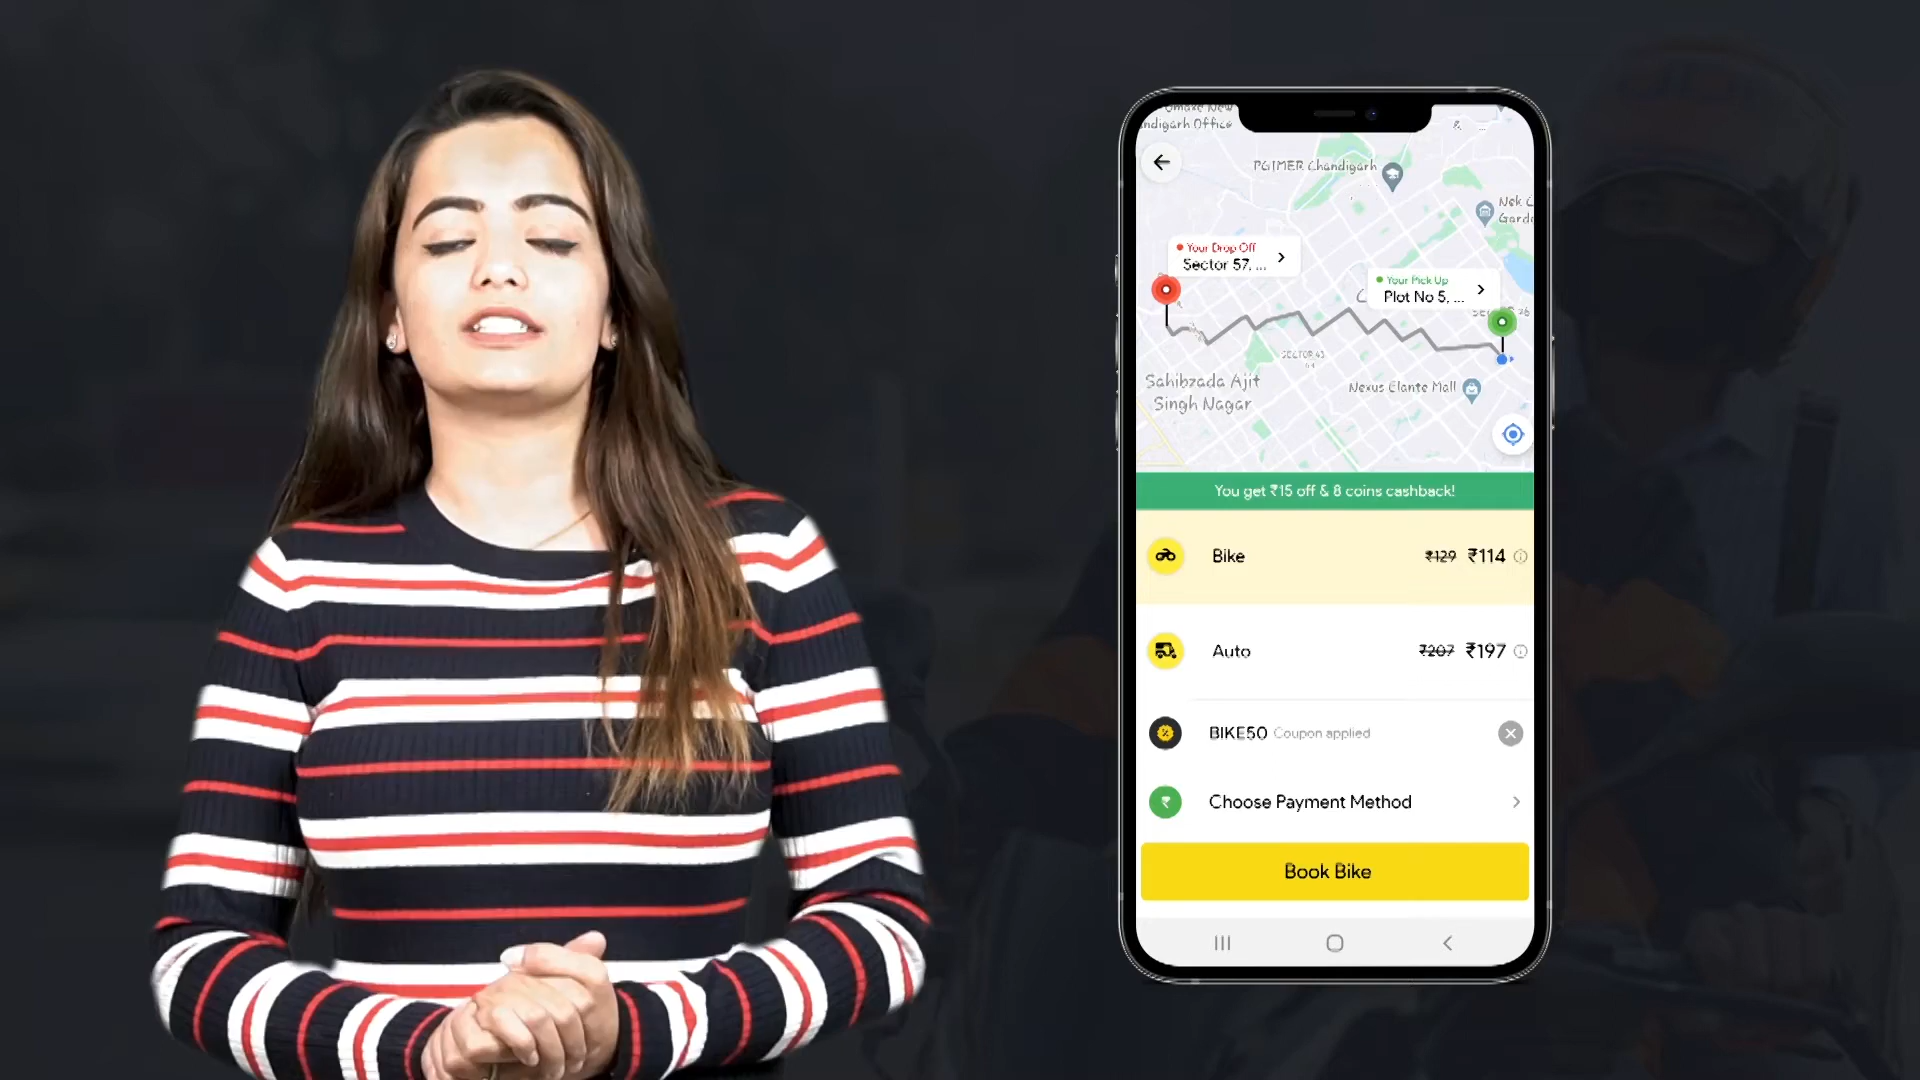 ndigarh Office
PGIMER Chandigarh
Your Drop Off
Sector 57, ...
Your Pick Up
Plot No 5, ...
SECTOR 43
Sahibzada Ajit
Singh Nagar
Nexus Elante Mall
You get ₹15 off & 8 coins cashback!
Bike ₹129 ₹114
Auto ₹207 ₹197
BIKE50 Coupon applied
Choose Payment Method
Book Bike